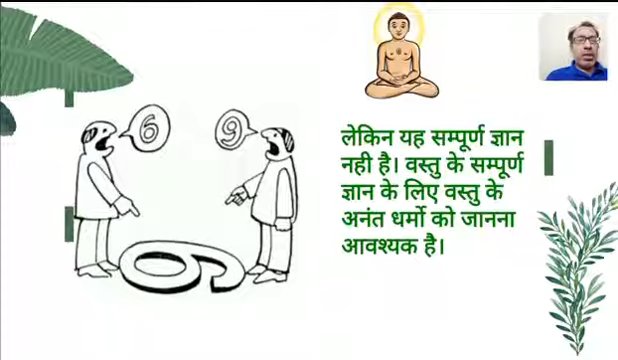 6
9
लेकिन यह सम्पूर्ण ज्ञान
नही है। वस्तु के सम्पूर्ण
ज्ञान के लिए वस्तु के
अनंत धर्मो को जानना
आवश्यक है।
6